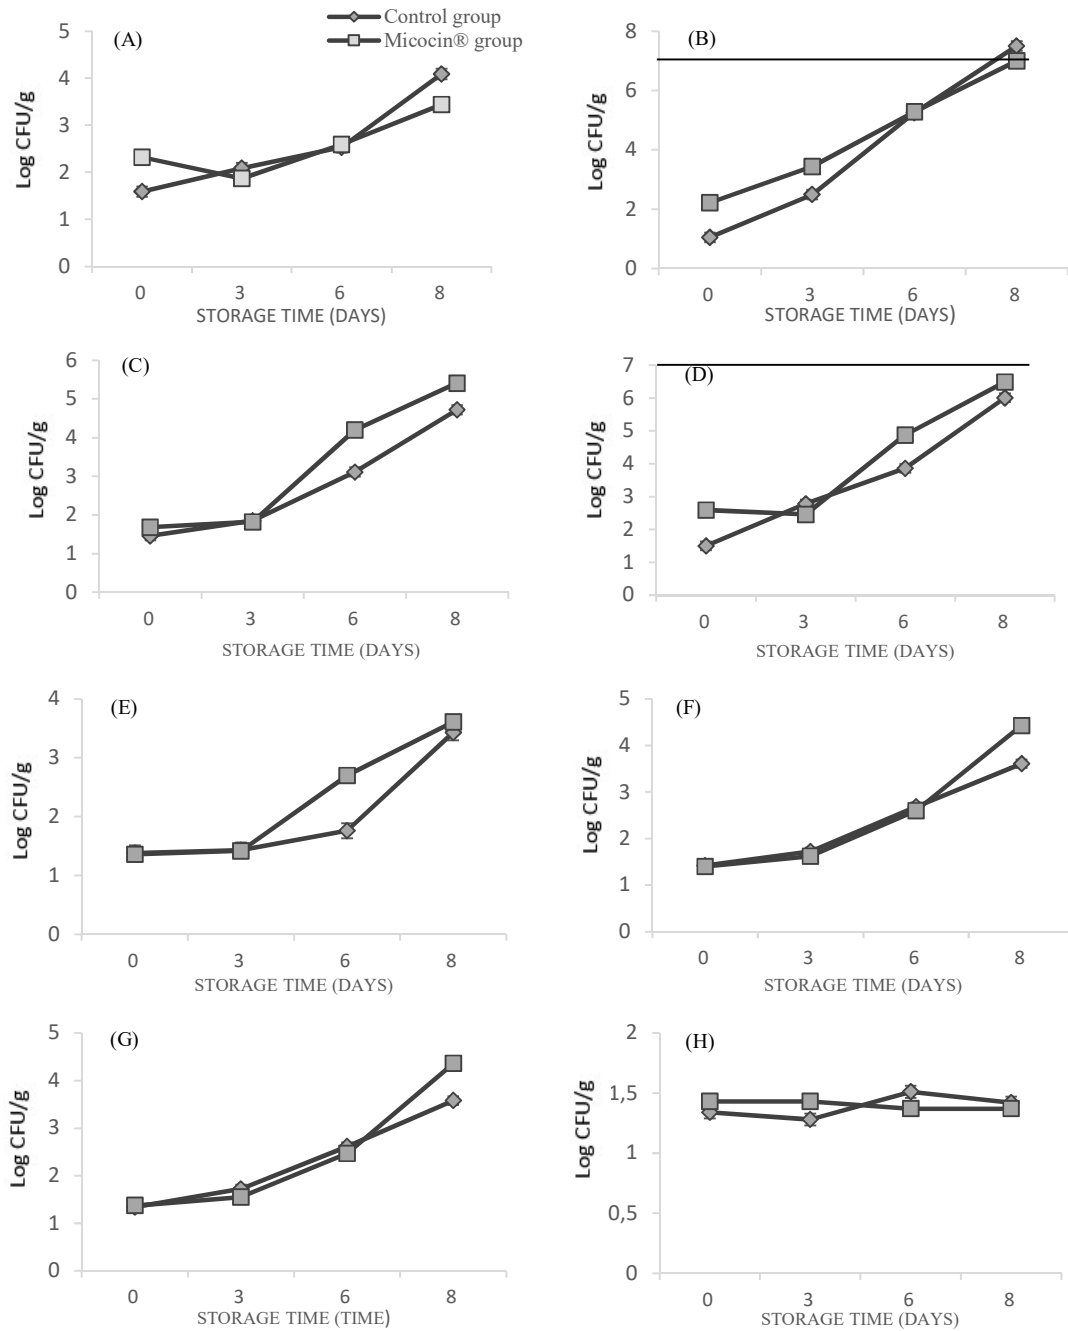 Control group
Micocin® group
(A)
5
4
3
2
1
0
Log CFU/g
0 3 6 8
STORAGE TIME (DAYS)
(B)
8
6
4
2
0
Log CFU/g
0 3 6 8
STORAGE TIME (DAYS)
(C)
6
5
4
3
2
1
0
Log CFU/g
0 3 6 8
STORAGE TIME (DAYS)
(D)
7
6
5
4
3
2
1
0
Log CFU/g
0 3 6 8
STORAGE TIME (DAYS)
(E)
4
3
2
1
0
Log CFU/g
0 3 6 8
STORAGE TIME (DAYS)
(F)
5
4
3
2
1
0
Log CFU/g
0 3 6 8
STORAGE TIME (DAYS)
(G)
5
4
3
2
1
0
Log CFU/g
0 3 6 8
STORAGE TIME (TIME)
(H)
2
1,5
1
0,5
0
Log CFU/g
0 3 6 8
STORAGE TIME (DAYS)